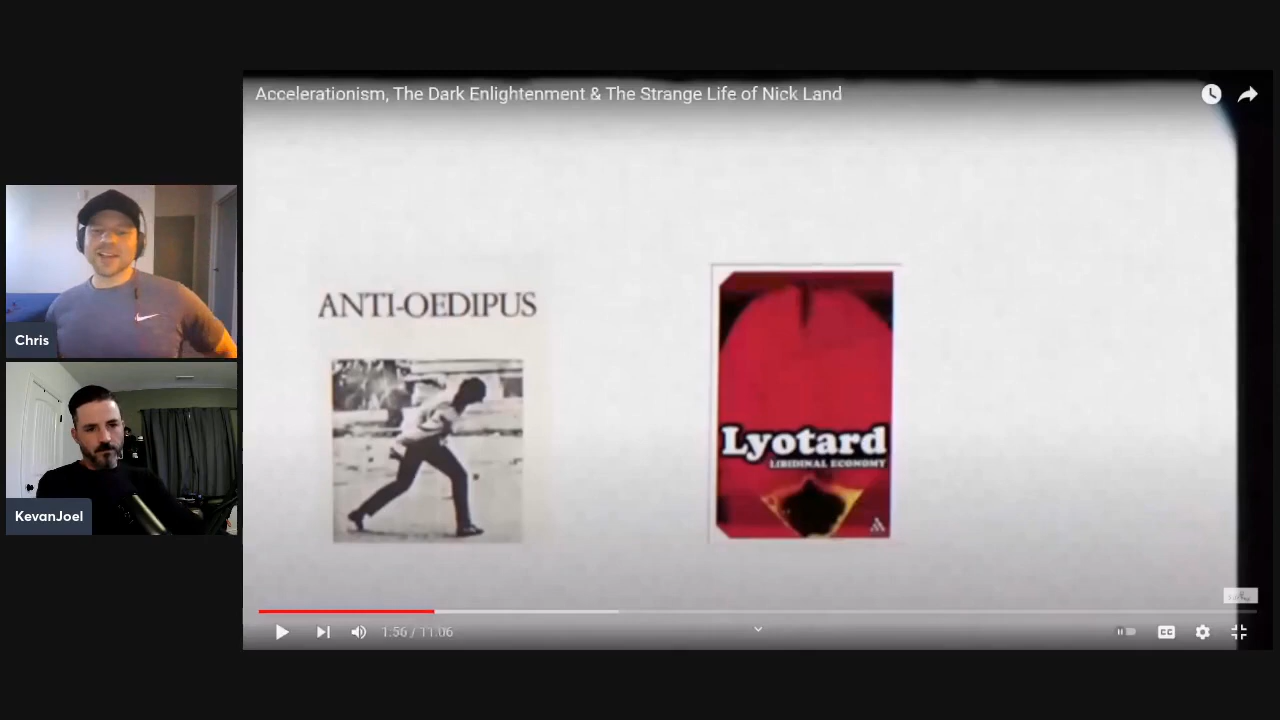 Accelerationism, The Dark Enlightenment & The Strange Life of Nick Land
ANTI-OEDIPUS
Lyotard
LIBIDINAL ECONOMY
Chris
KevanJoel
1:56 / 11:06
CC